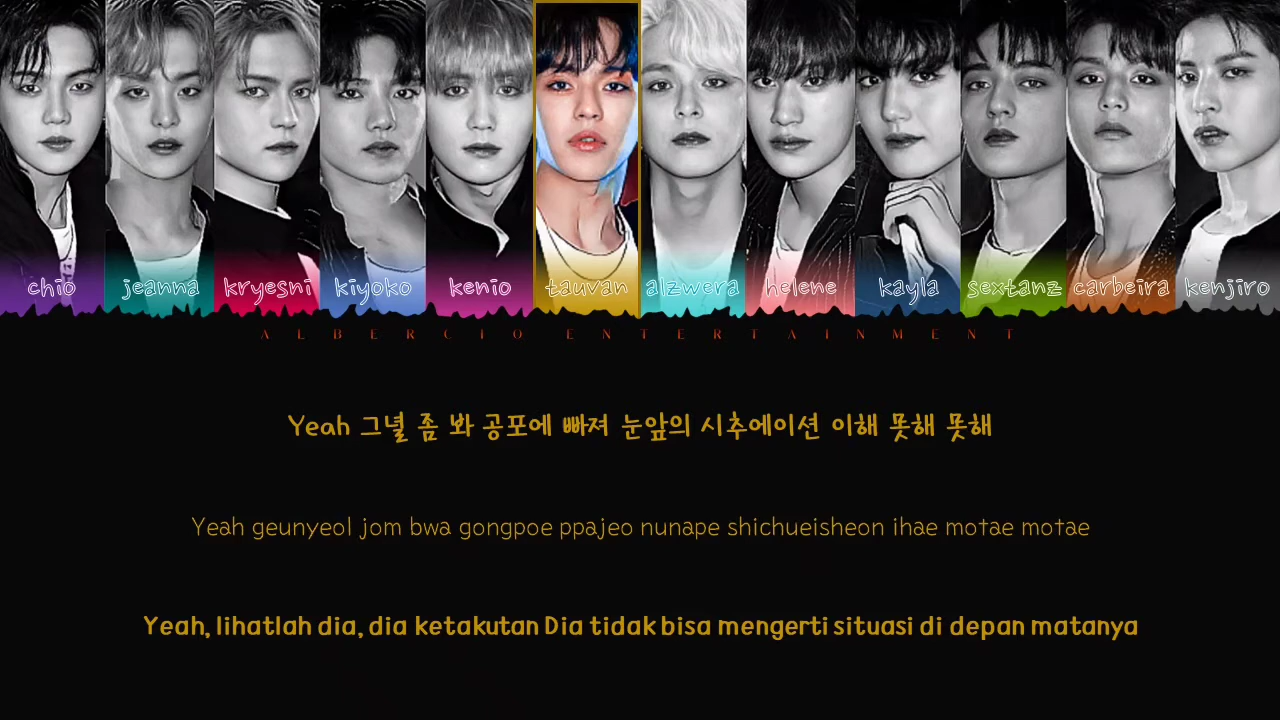 chio jeanna kryesni kiyoko kenio tauvan alzwera helene kayla sextanz carbeira kenjiro
ALBERCIO ENTERTAINMENT
Yeah 그녈 좀 봐 공포에 빠져 눈앞의 시추에이션 이해 못해 못해
Yeah geunyeol jom bwa gongpoe ppajeo nunape shichueisheon ihae motae motae
Yeah, lihatlah dia, dia ketakutan Dia tidak bisa mengerti situasi di depan matanya